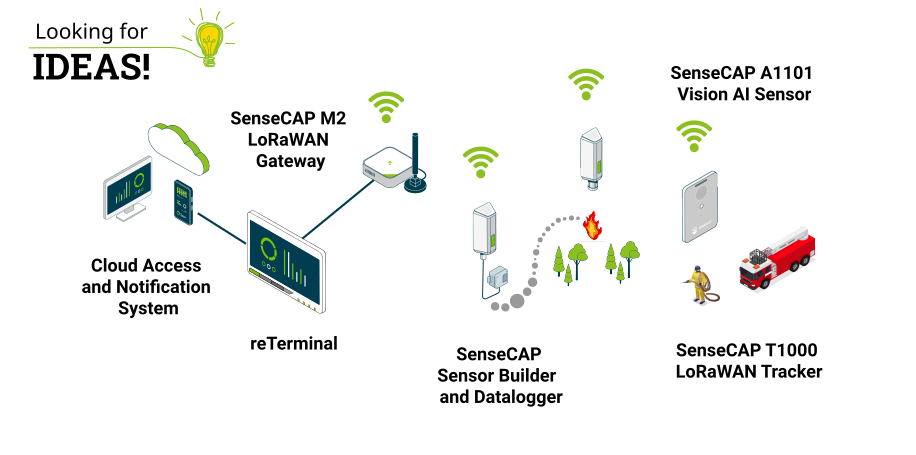 Looking for
IDEAS!
SenseCAP M2
LoRaWAN
Gateway
SenseCAP A1101
Vision AI Sensor
Cloud Access
and Notification
System
reTerminal
SenseCAP
Sensor Builder
and Datalogger
SenseCAP T1000
LoRaWAN Tracker